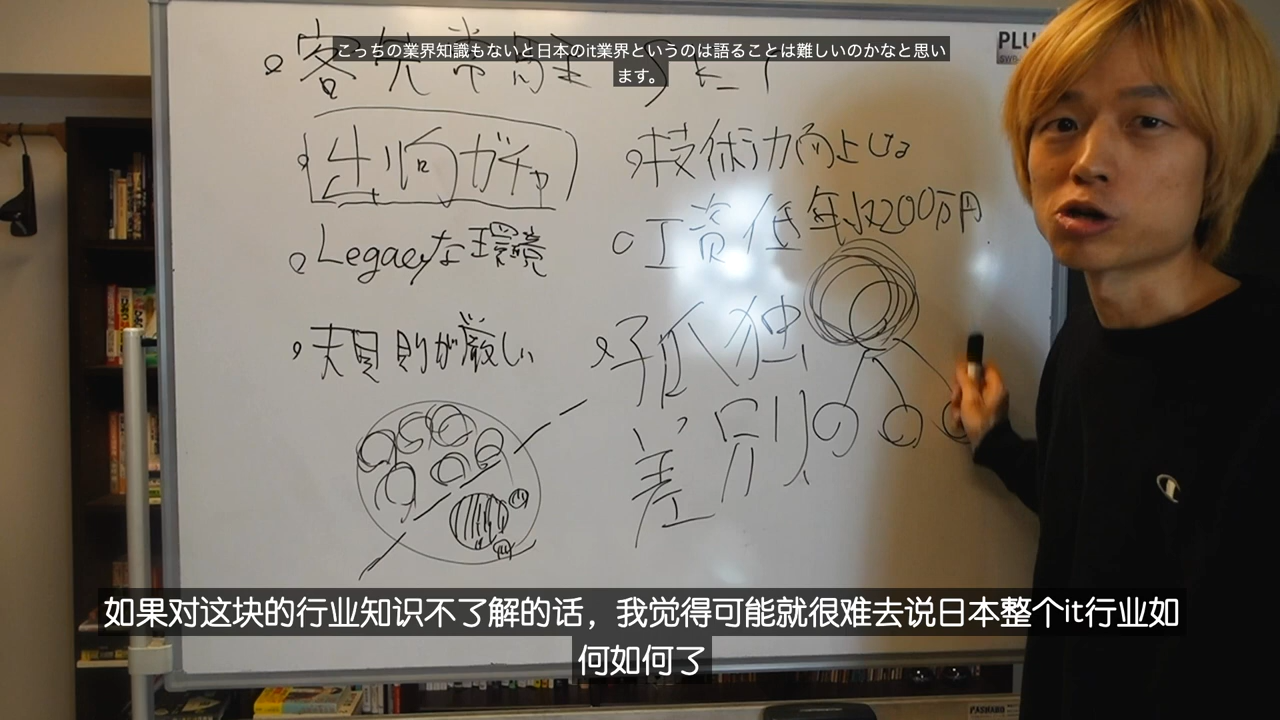 ・客先常駐 SES
こっちの業界知識もないと日本のit業界というのは語ることは難しいのかなと思い
ます。
PLUS
・出向ガチャ
・技術力向上しな
・Legacyな環境
○工資低 年収200万円
・規則が厳しい
・孤独
差別
如果对这块的行业知识不了解的话，我觉得可能就很难去说日本整个it行业如
何如何了